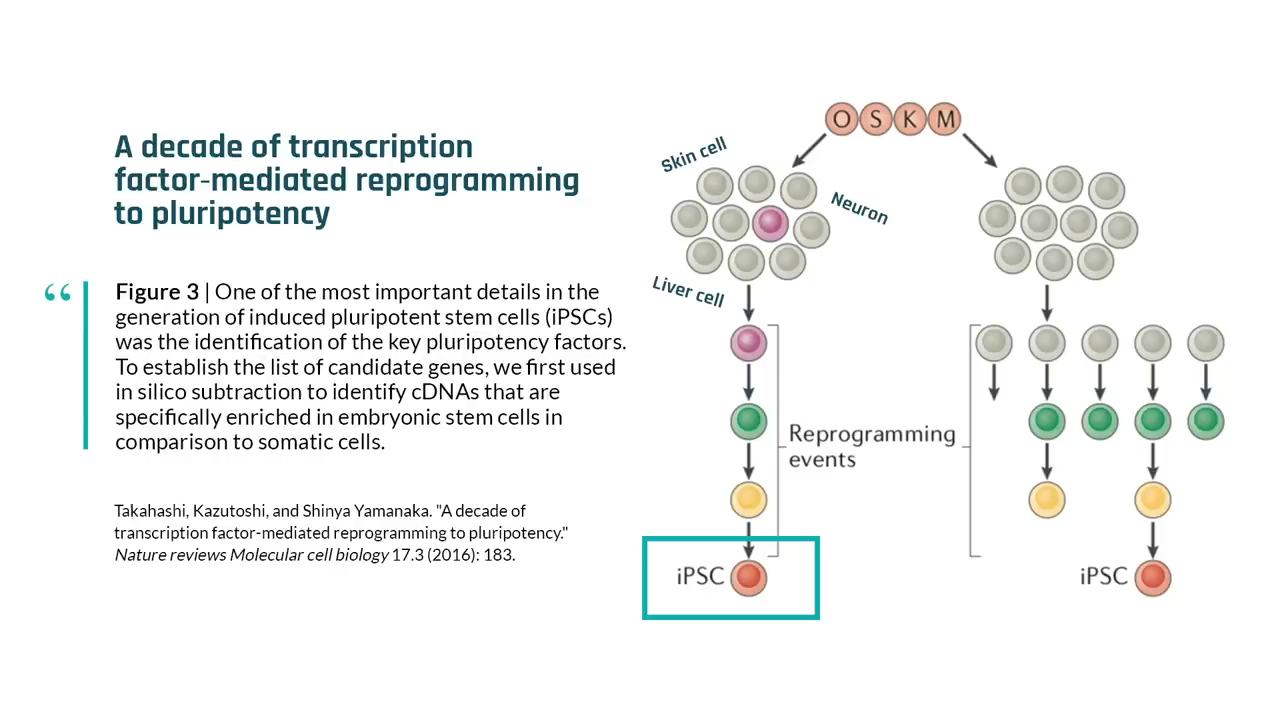 A decade of transcription
factor-mediated reprogramming
to pluripotency
“
Figure 3 | One of the most important details in the
generation of induced pluripotent stem cells (iPSCs)
was the identification of the key pluripotency factors.
To establish the list of candidate genes, we first used
in silico subtraction to identify cDNAs that are
specifically enriched in embryonic stem cells in
comparison to somatic cells.
Takahashi, Kazutoshi, and Shinya Yamanaka. "A decade of
transcription factor-mediated reprogramming to pluripotency."
Nature reviews Molecular cell biology 17.3 (2016): 183.
O S K M
Skin cell
Neuron
Liver cell
Reprogramming
events
iPSC
iPSC